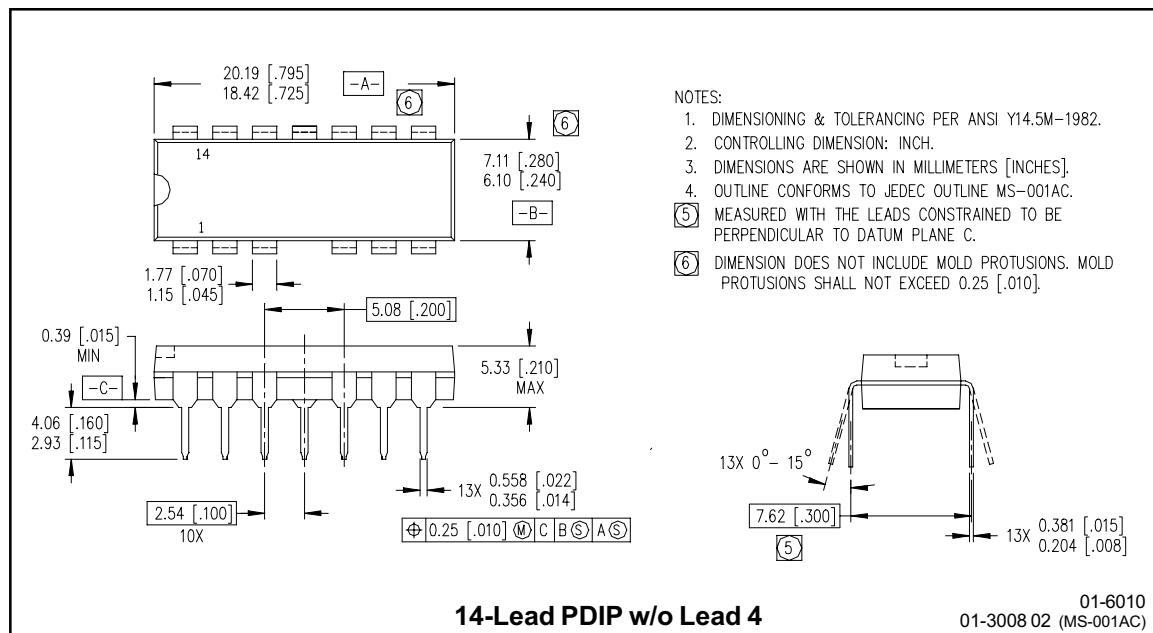 20.19 [.795]
18.42 [.725]
-A-
6
6
14
1
7.11 [.280]
6.10 [.240]
-B-
1.77 [.070]
1.15 [.045]
5.08 [.200]
0.39 [.015]
MIN
-C-
5.33 [.210]
MAX
4.06 [.160]
2.93 [.115]
2.54 [.100]
10X
13X 0.558 [.022]
0.356 [.014]
⌖ 0.25 [.010] Ⓜ C B Ⓢ A Ⓢ
NOTES:
1. DIMENSIONING & TOLERANCING PER ANSI Y14.5M-1982.
2. CONTROLLING DIMENSION: INCH.
3. DIMENSIONS ARE SHOWN IN MILLIMETERS [INCHES].
4. OUTLINE CONFORMS TO JEDEC OUTLINE MS-001AC.
5 MEASURED WITH THE LEADS CONSTRAINED TO BE
PERPENDICULAR TO DATUM PLANE C.
6 DIMENSION DOES NOT INCLUDE MOLD PROTUSIONS. MOLD
PROTUSIONS SHALL NOT EXCEED 0.25 [.010].
13X 0°- 15°
7.62 [.300]
5
13X 0.381 [.015]
0.204 [.008]
14-Lead PDIP w/o Lead 4
01-6010
01-3008 02 (MS-001AC)